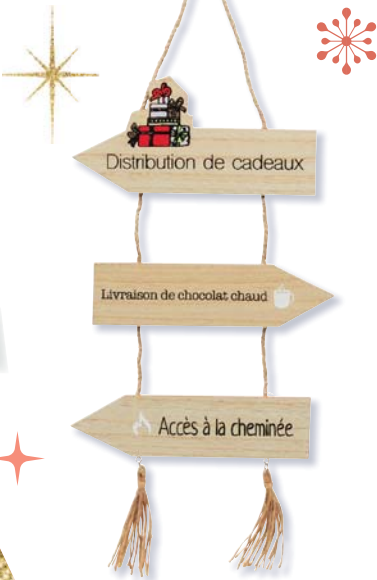 Distribution de cadeaux
Livraison de chocolat chaud
Accès à la cheminée